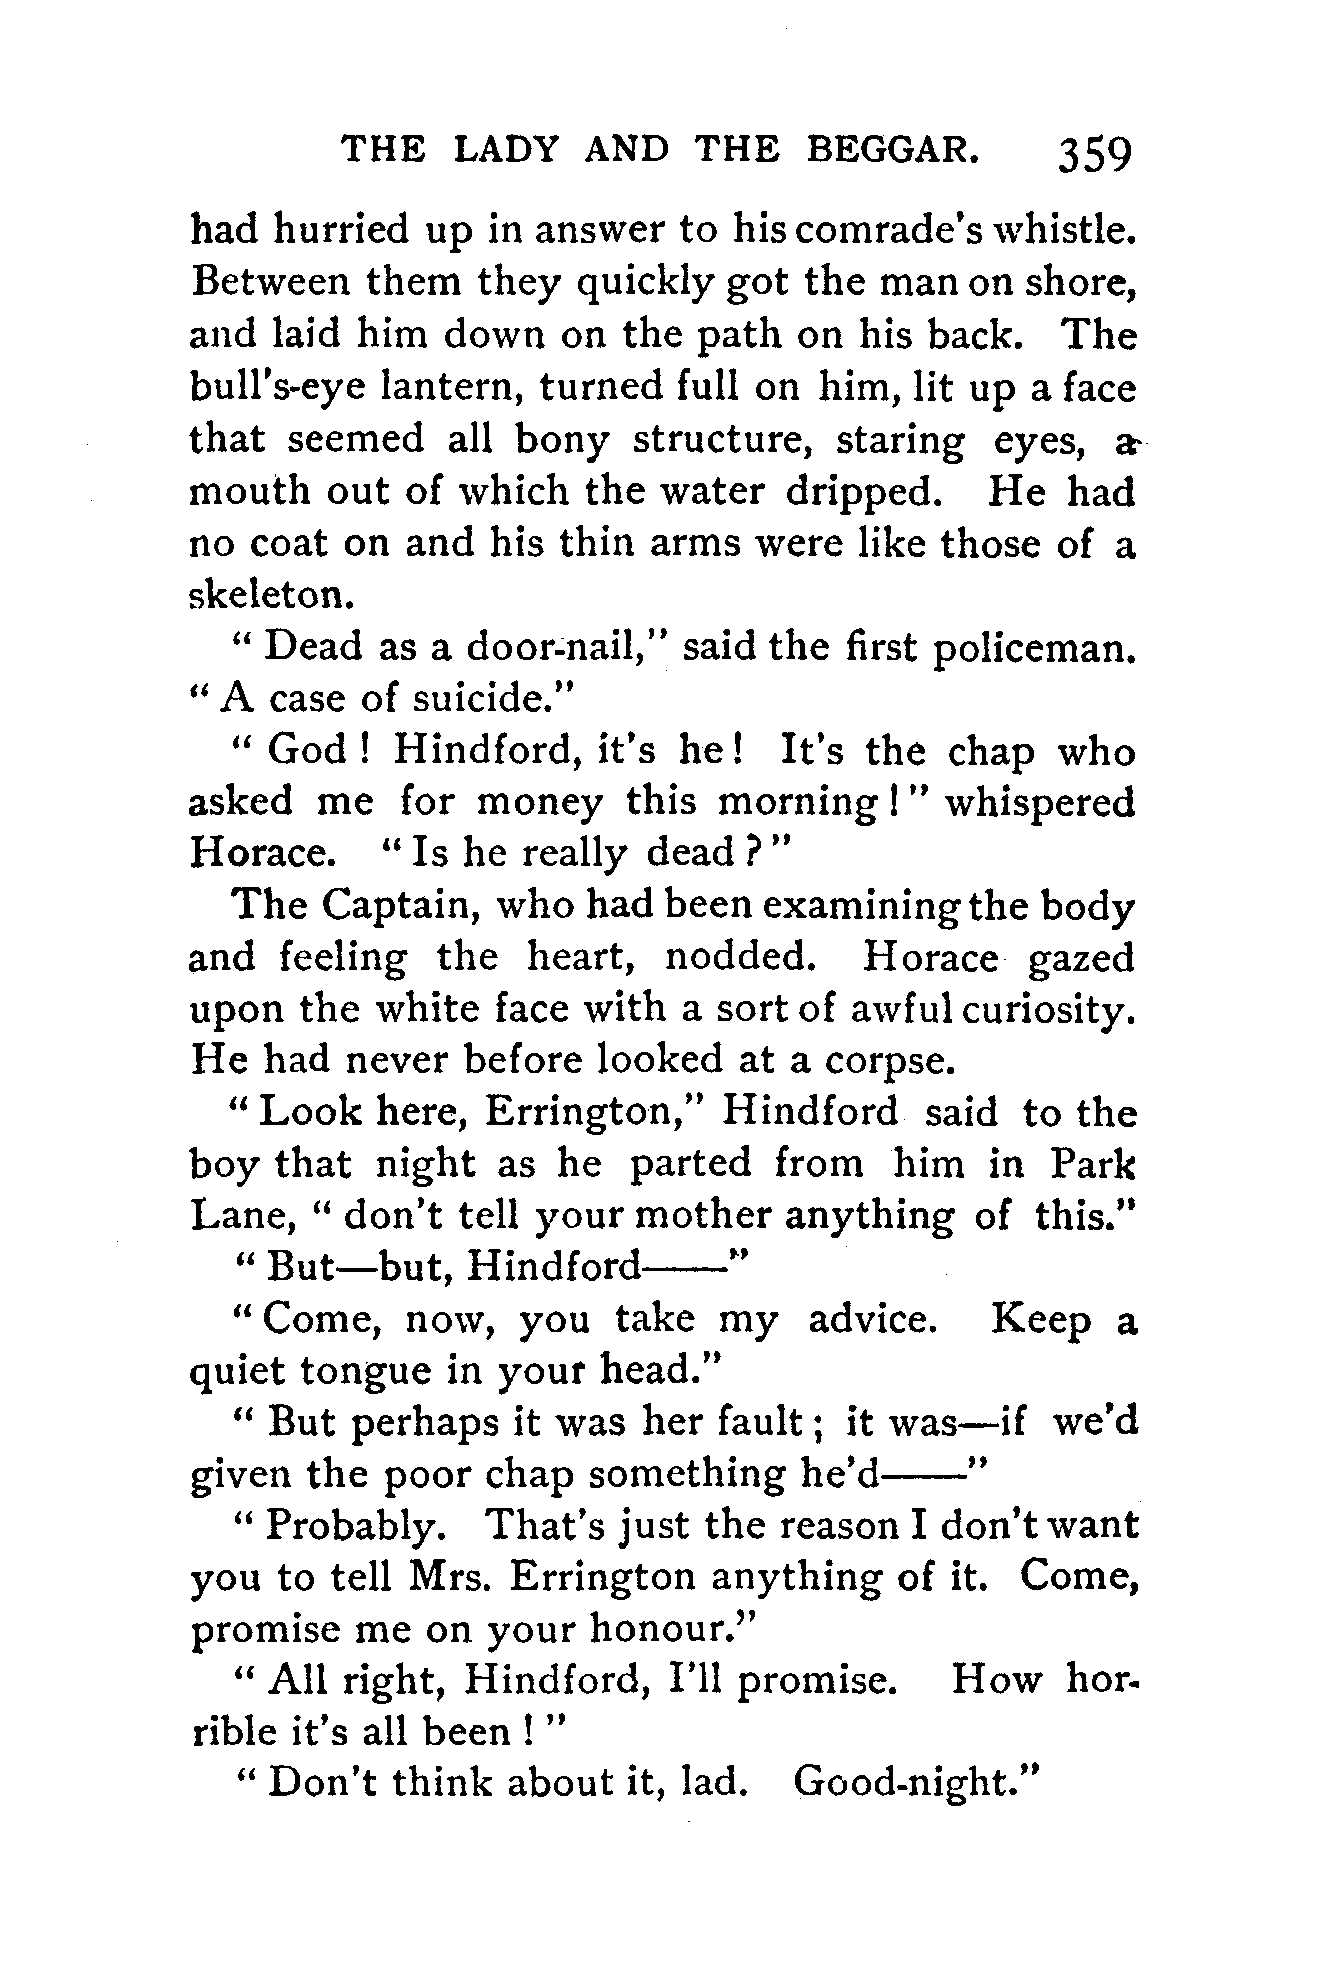 THE LADY AND THE BEGGAR. 359
had hurried up in answer to his comrade's whistle.
Between them they quickly got the man on shore,
and laid him down on the path on his back. The
bull's-eye lantern, turned full on him, lit up a face
that seemed all bony structure, staring eyes, a
mouth out of which the water dripped. He had
no coat on and his thin arms were like those of a
skeleton.
"Dead as a door-nail," said the first policeman.
"A case of suicide."
"God! Hindford, it's he! It's the chap who
asked me for money this morning!" whispered
Horace. "Is he really dead?"
The Captain, who had been examining the body
and feeling the heart, nodded. Horace gazed
upon the white face with a sort of awful curiosity.
He had never before looked at a corpse.
"Look here, Errington," Hindford said to the
boy that night as he parted from him in Park
Lane, "don't tell your mother anything of this."
"But—but, Hindford——"
"Come, now, you take my advice. Keep a
quiet tongue in your head."
"But perhaps it was her fault; it was—if we'd
given the poor chap something he'd——"
"Probably. That's just the reason I don't want
you to tell Mrs. Errington anything of it. Come,
promise me on your honour."
"All right, Hindford, I'll promise. How hor-
rible it's all been!"
"Don't think about it, lad. Good-night."